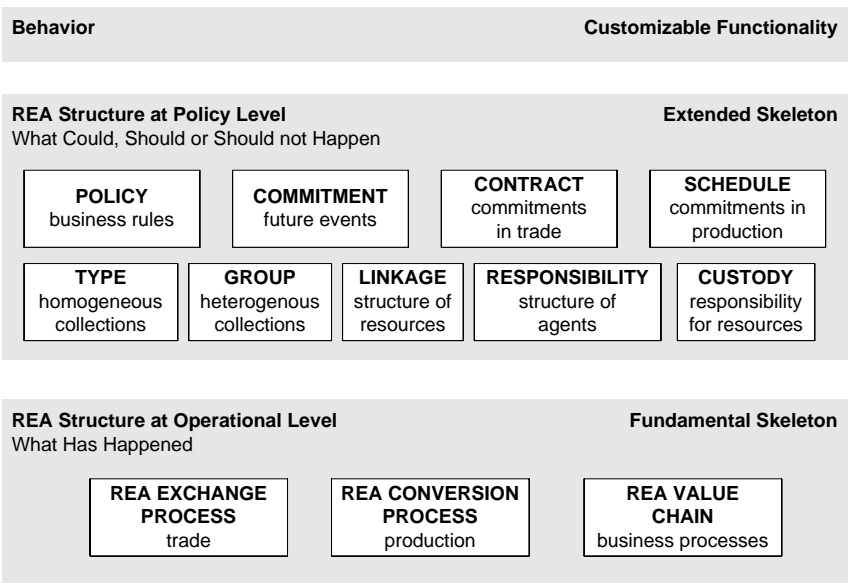 Behavior Customizable Functionality
REA Structure at Policy Level Extended Skeleton
What Could, Should or Should not Happen
POLICY
business rules
COMMITMENT
future events
CONTRACT
commitments
in trade
SCHEDULE
commitments in
production
TYPE
homogeneous
collections
GROUP
heterogenous
collections
LINKAGE
structure of
resources
RESPONSIBILITY
structure of
agents
CUSTODY
responsibility
for resources
REA Structure at Operational Level Fundamental Skeleton
What Has Happened
REA EXCHANGE
PROCESS
trade
REA CONVERSION
PROCESS
production
REA VALUE
CHAIN
business processes